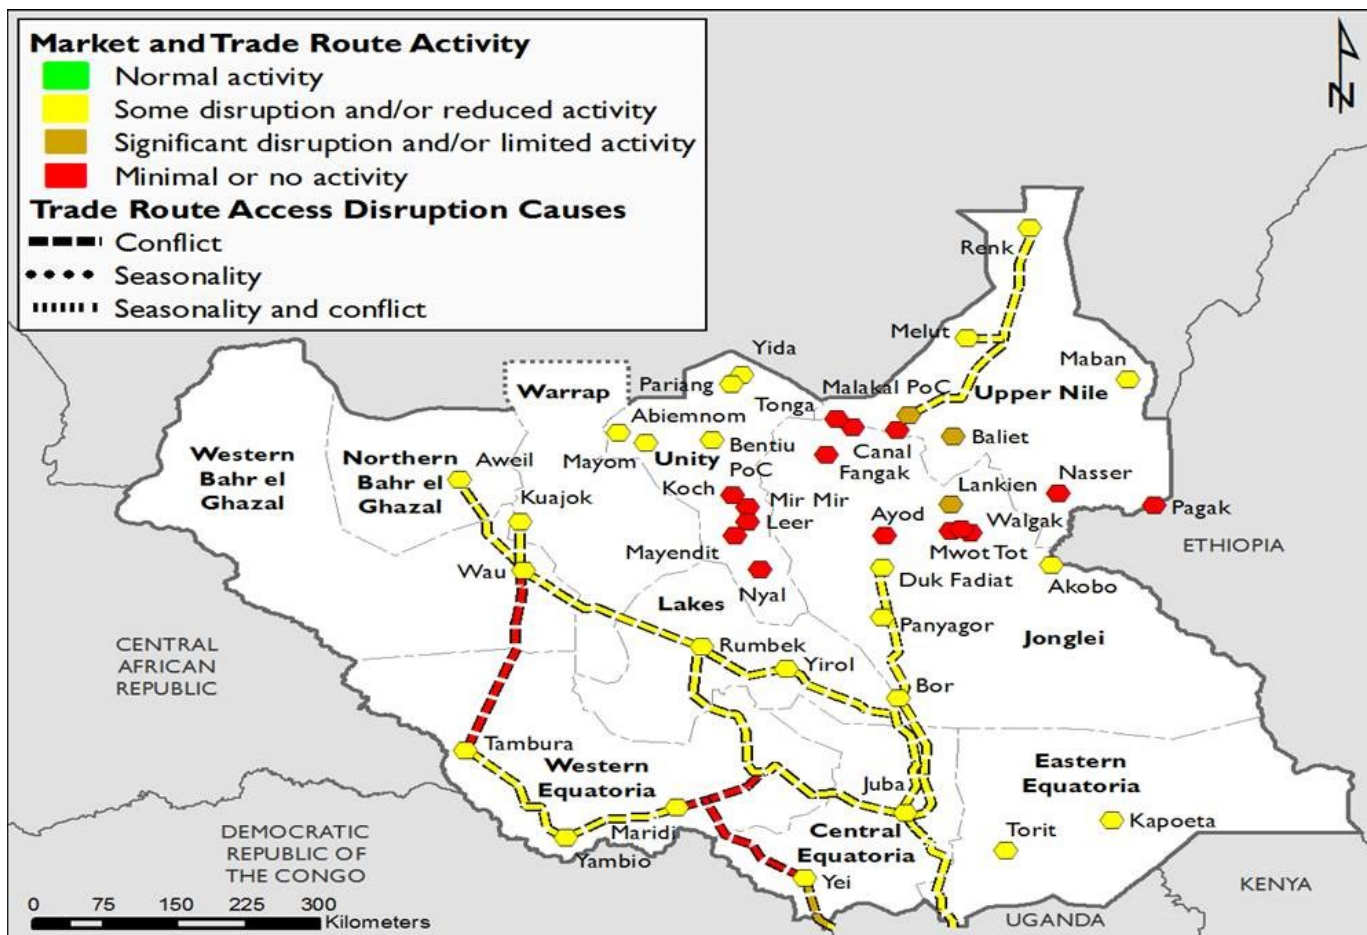 Market and Trade Route Activity
Normal activity
Some disruption and/or reduced activity
Significant disruption and/or limited activity
Minimal or no activity
Trade Route Access Disruption Causes
Conflict
Seasonality
Seasonality and conflict
N
Renk
Melut
Maban
Yida
Pariang
Malakal PoC
Upper Nile
Warrap
Tonga
Abiemnom
Baliet
Bentiu
PoC
Canal
Mayom
Unity
Fangak
Western
Bahr el
Ghazal
Northern
Bahr el
Ghazal
Aweil
Kuajok
Koch
Mir Mir
Leer
Lankien
Nasser
Pagak
Ayod
Walgak
Mwot Tot
ETHIOPIA
Mayendit
Wau
Nyal
Duk Fadiat
Akobo
Lakes
Panyagor
Jonglei
Rumbek
Yirol
Bor
CENTRAL
AFRICAN
REPUBLIC
Tambura
Western
Equatoria
Juba
Eastern
Equatoria
Maridi
Central
Equatoria
Kapoeta
Torit
Yambio
Yei
DEMOCRATIC
REPUBLIC OF
THE CONGO
KENYA
UGANDA
0 75 150 225 300
Kilometers